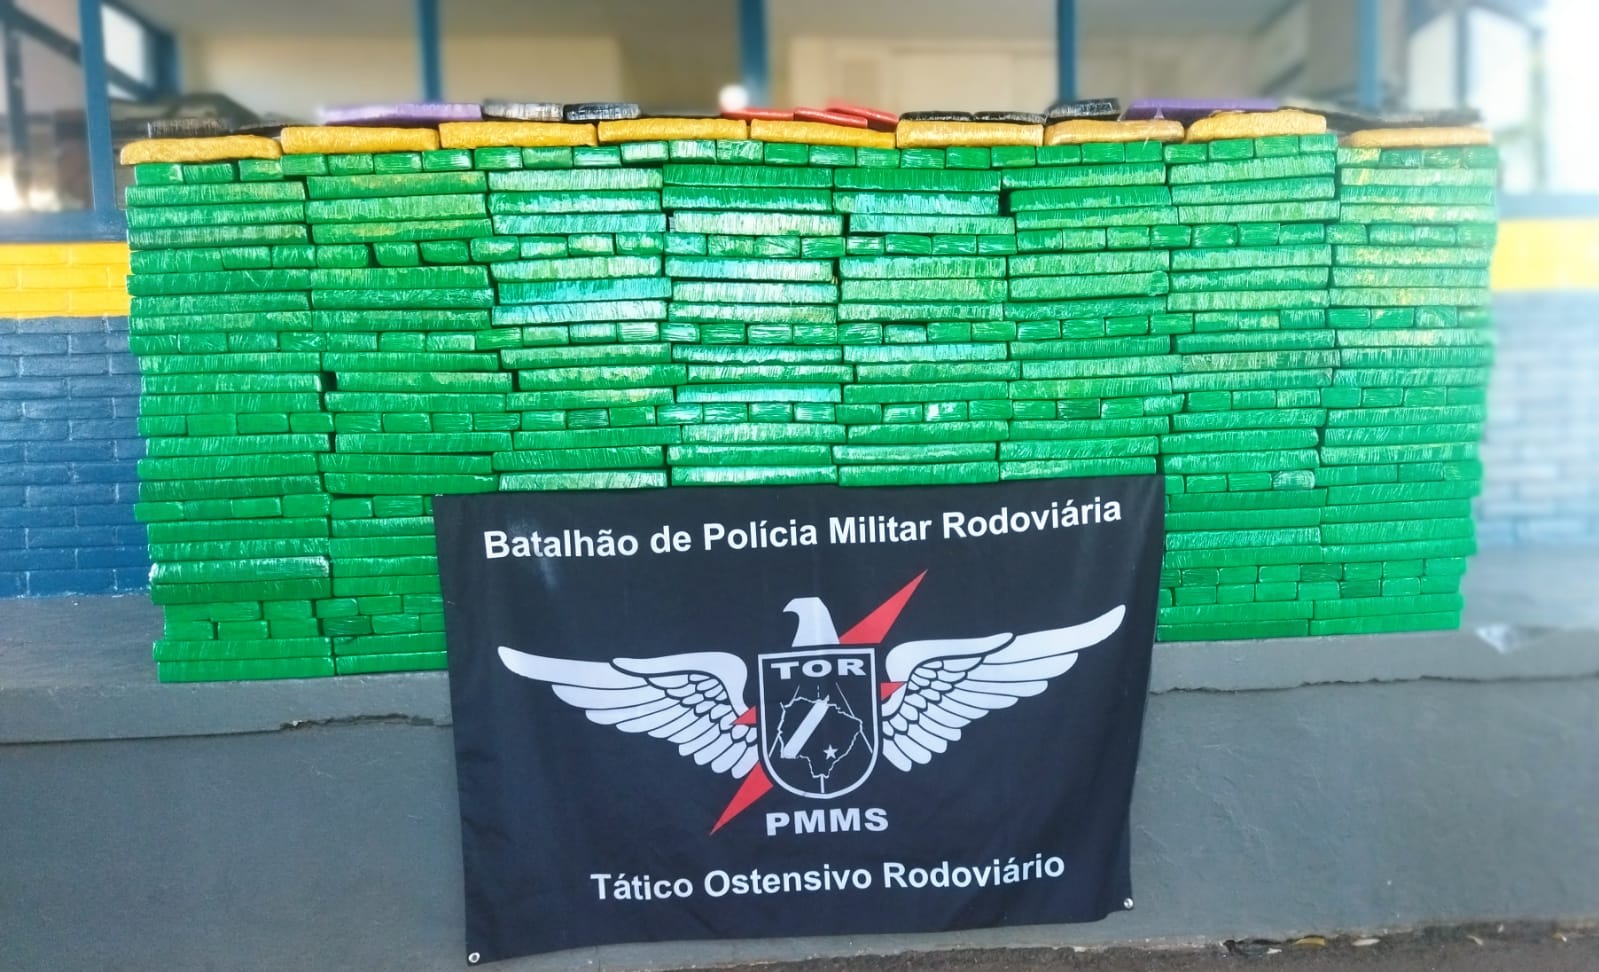 Batalhão de Polícia Militar Rodoviária
TOR
PMMS
Tático Ostensivo Rodoviário